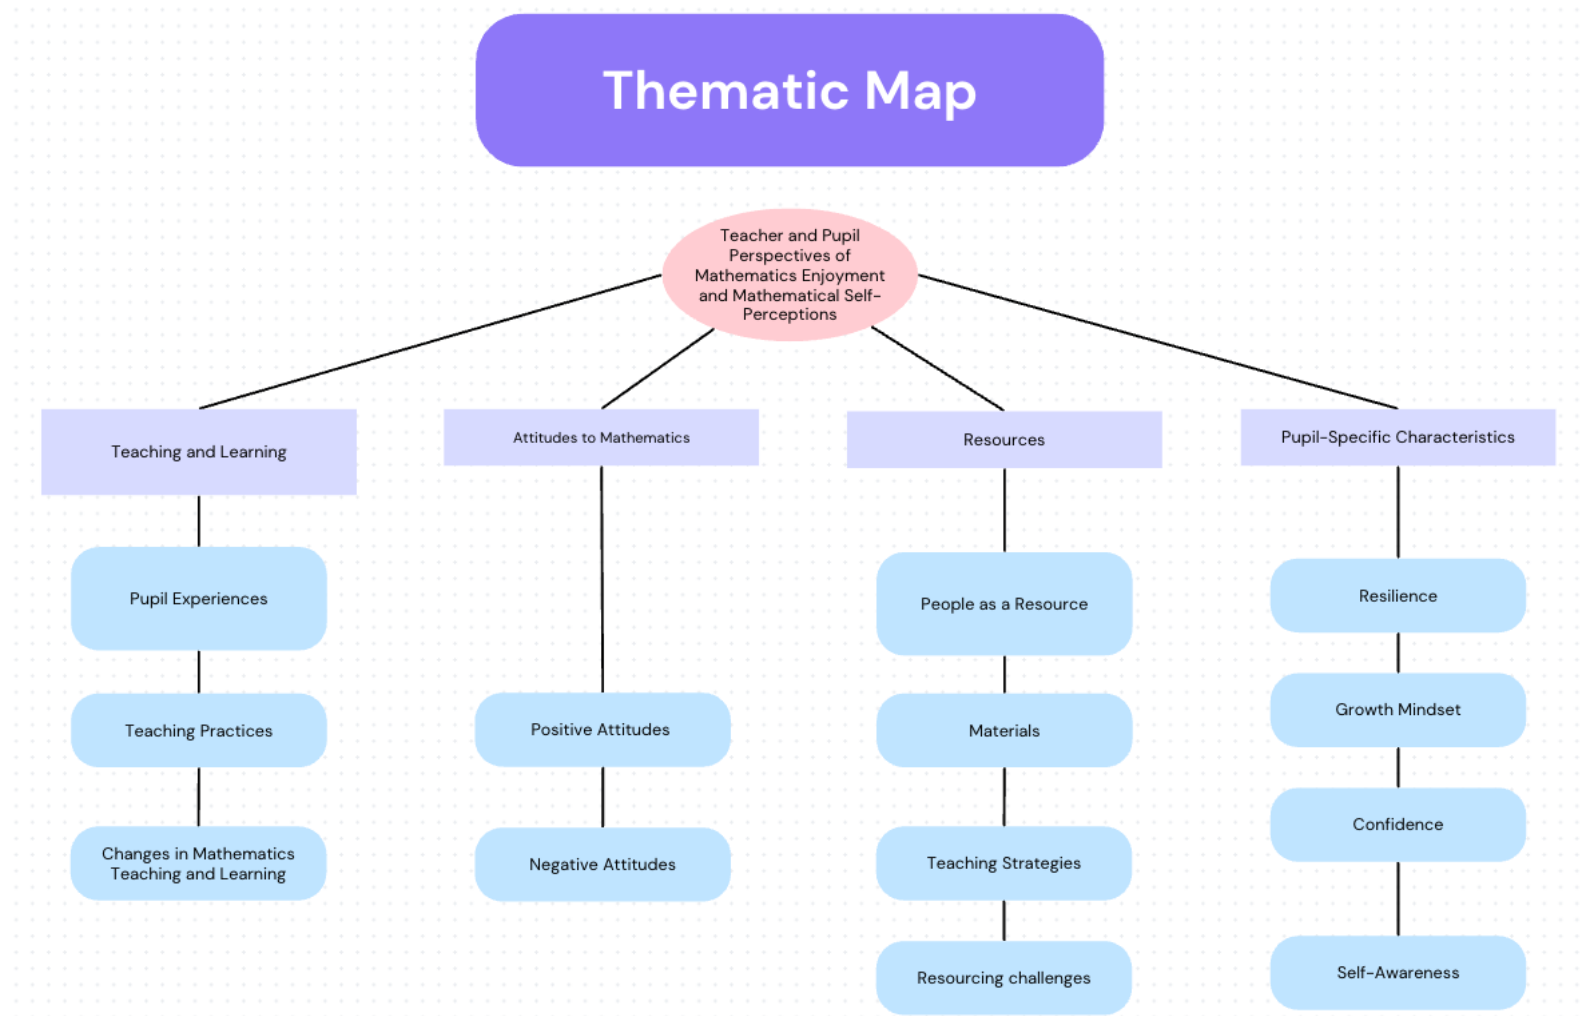 Thematic Map
Teacher and Pupil
Perspectives of
Mathematics Enjoyment
and Mathematical Self-
Perceptions
Teaching and Learning
Attitudes to Mathematics
Resources
Pupil-Specific Characteristics
Pupil Experiences
Teaching Practices
Changes in Mathematics
Teaching and Learning
Positive Attitudes
Negative Attitudes
People as a Resource
Materials
Teaching Strategies
Resourcing challenges
Resilience
Growth Mindset
Confidence
Self-Awareness